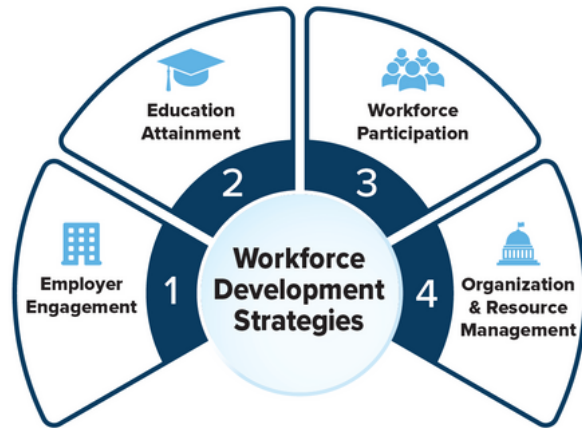 Workforce
Development
Strategies
1
Employer
Engagement
2
Education
Attainment
3
Workforce
Participation
4
Organization
& Resource
Management